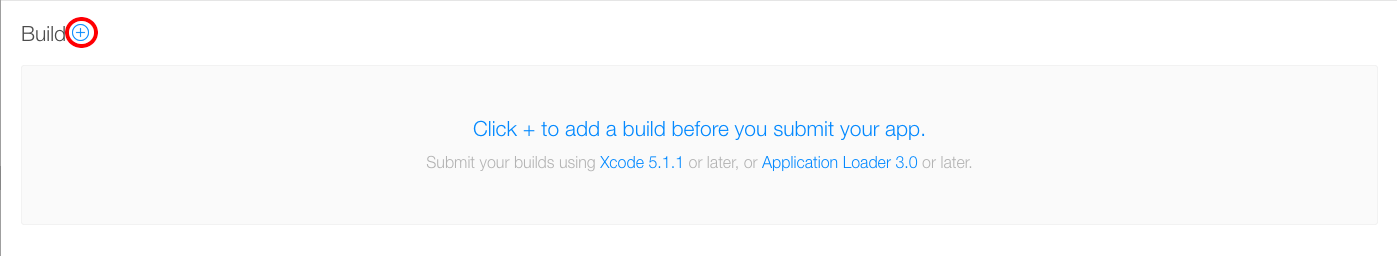 Build
Click + to add a build before you submit your app.
Submit your builds using Xcode 5.1.1 or later, or Application Loader 3.0 or later.